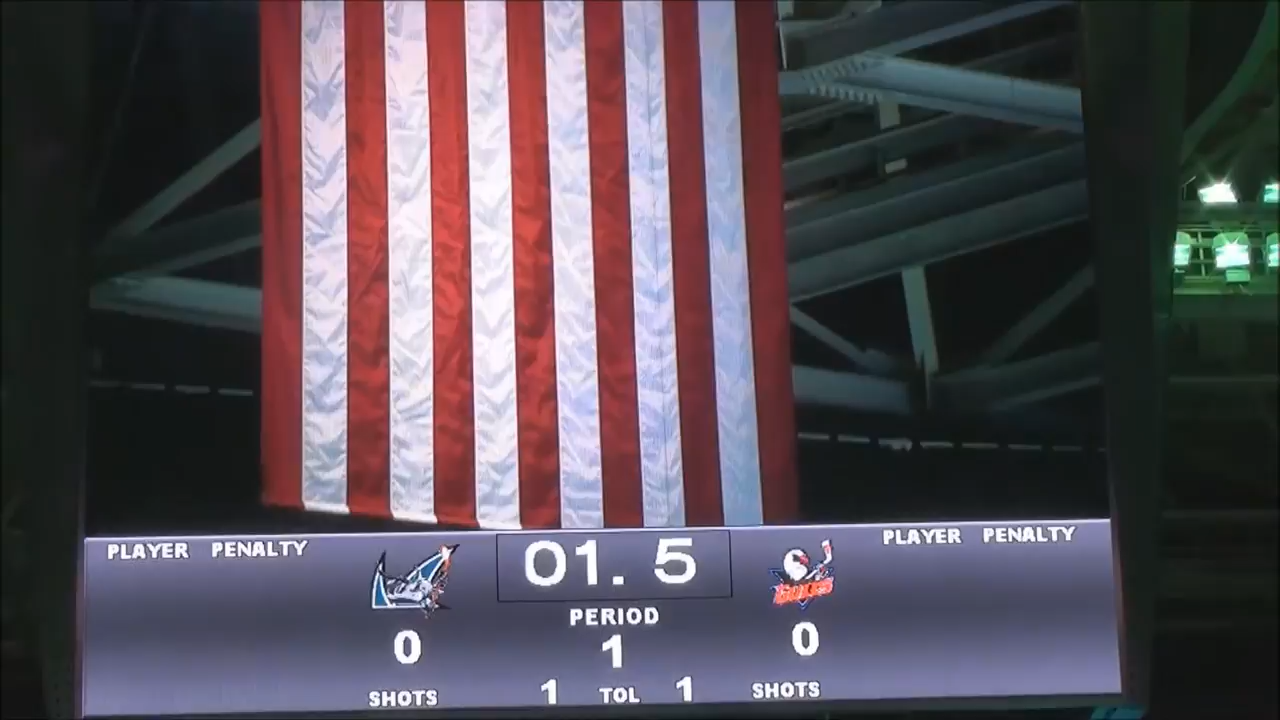 PLAYER PENALTY
01. 5
PLAYER PENALTY
PERIOD
0
1
0
SHOTS
1 TOL 1
SHOTS